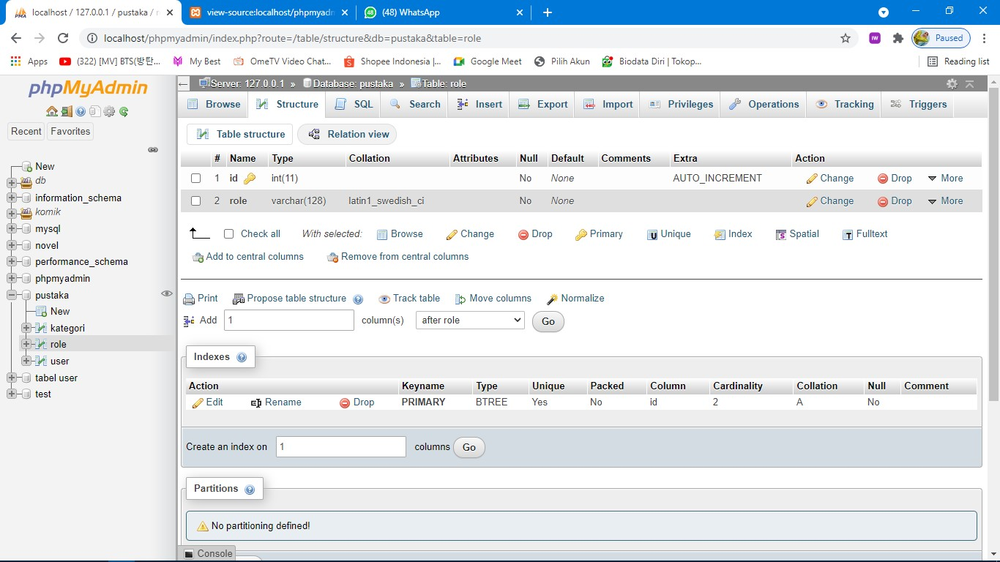 localhost / 127.0.0.1 / pustaka / r
view-source:localhost/phpmyadm
(48) WhatsApp
localhost/phpmyadmin/index.php?route=/table/structure&db=pustaka&table=role
Paused
Apps (322) [MV] BTS(방탄... My Best OmeTV Video Chat... Shopee Indonesia |... Google Meet Pilih Akun Biodata Diri | Tokop... Reading list
phpMyAdmin
Recent Favorites
New
db
information_schema
komik
mysql
novel
performance_schema
phpmyadmin
pustaka
New
kategori
role
user
tabel user
test
Server: 127.0.0.1 » Database: pustaka » Table: role
Browse Structure SQL Search Insert Export Import Privileges Operations Tracking Triggers
Table structure Relation view
# Name Type Collation Attributes Null Default Comments Extra Action
1 id int(11) No None AUTO_INCREMENT Change Drop More
2 role varchar(128) latin1_swedish_ci No None Change Drop More
Check all With selected: Browse Change Drop Primary Unique Index Spatial Fulltext
Add to central columns Remove from central columns
Print Propose table structure Track table Move columns Normalize
Add 1 column(s) after role Go
Indexes
Action Keyname Type Unique Packed Column Cardinality Collation Null Comment
Edit Rename Drop PRIMARY BTREE Yes No id 2 A No
Create an index on 1 columns Go
Partitions
No partitioning defined!
Console